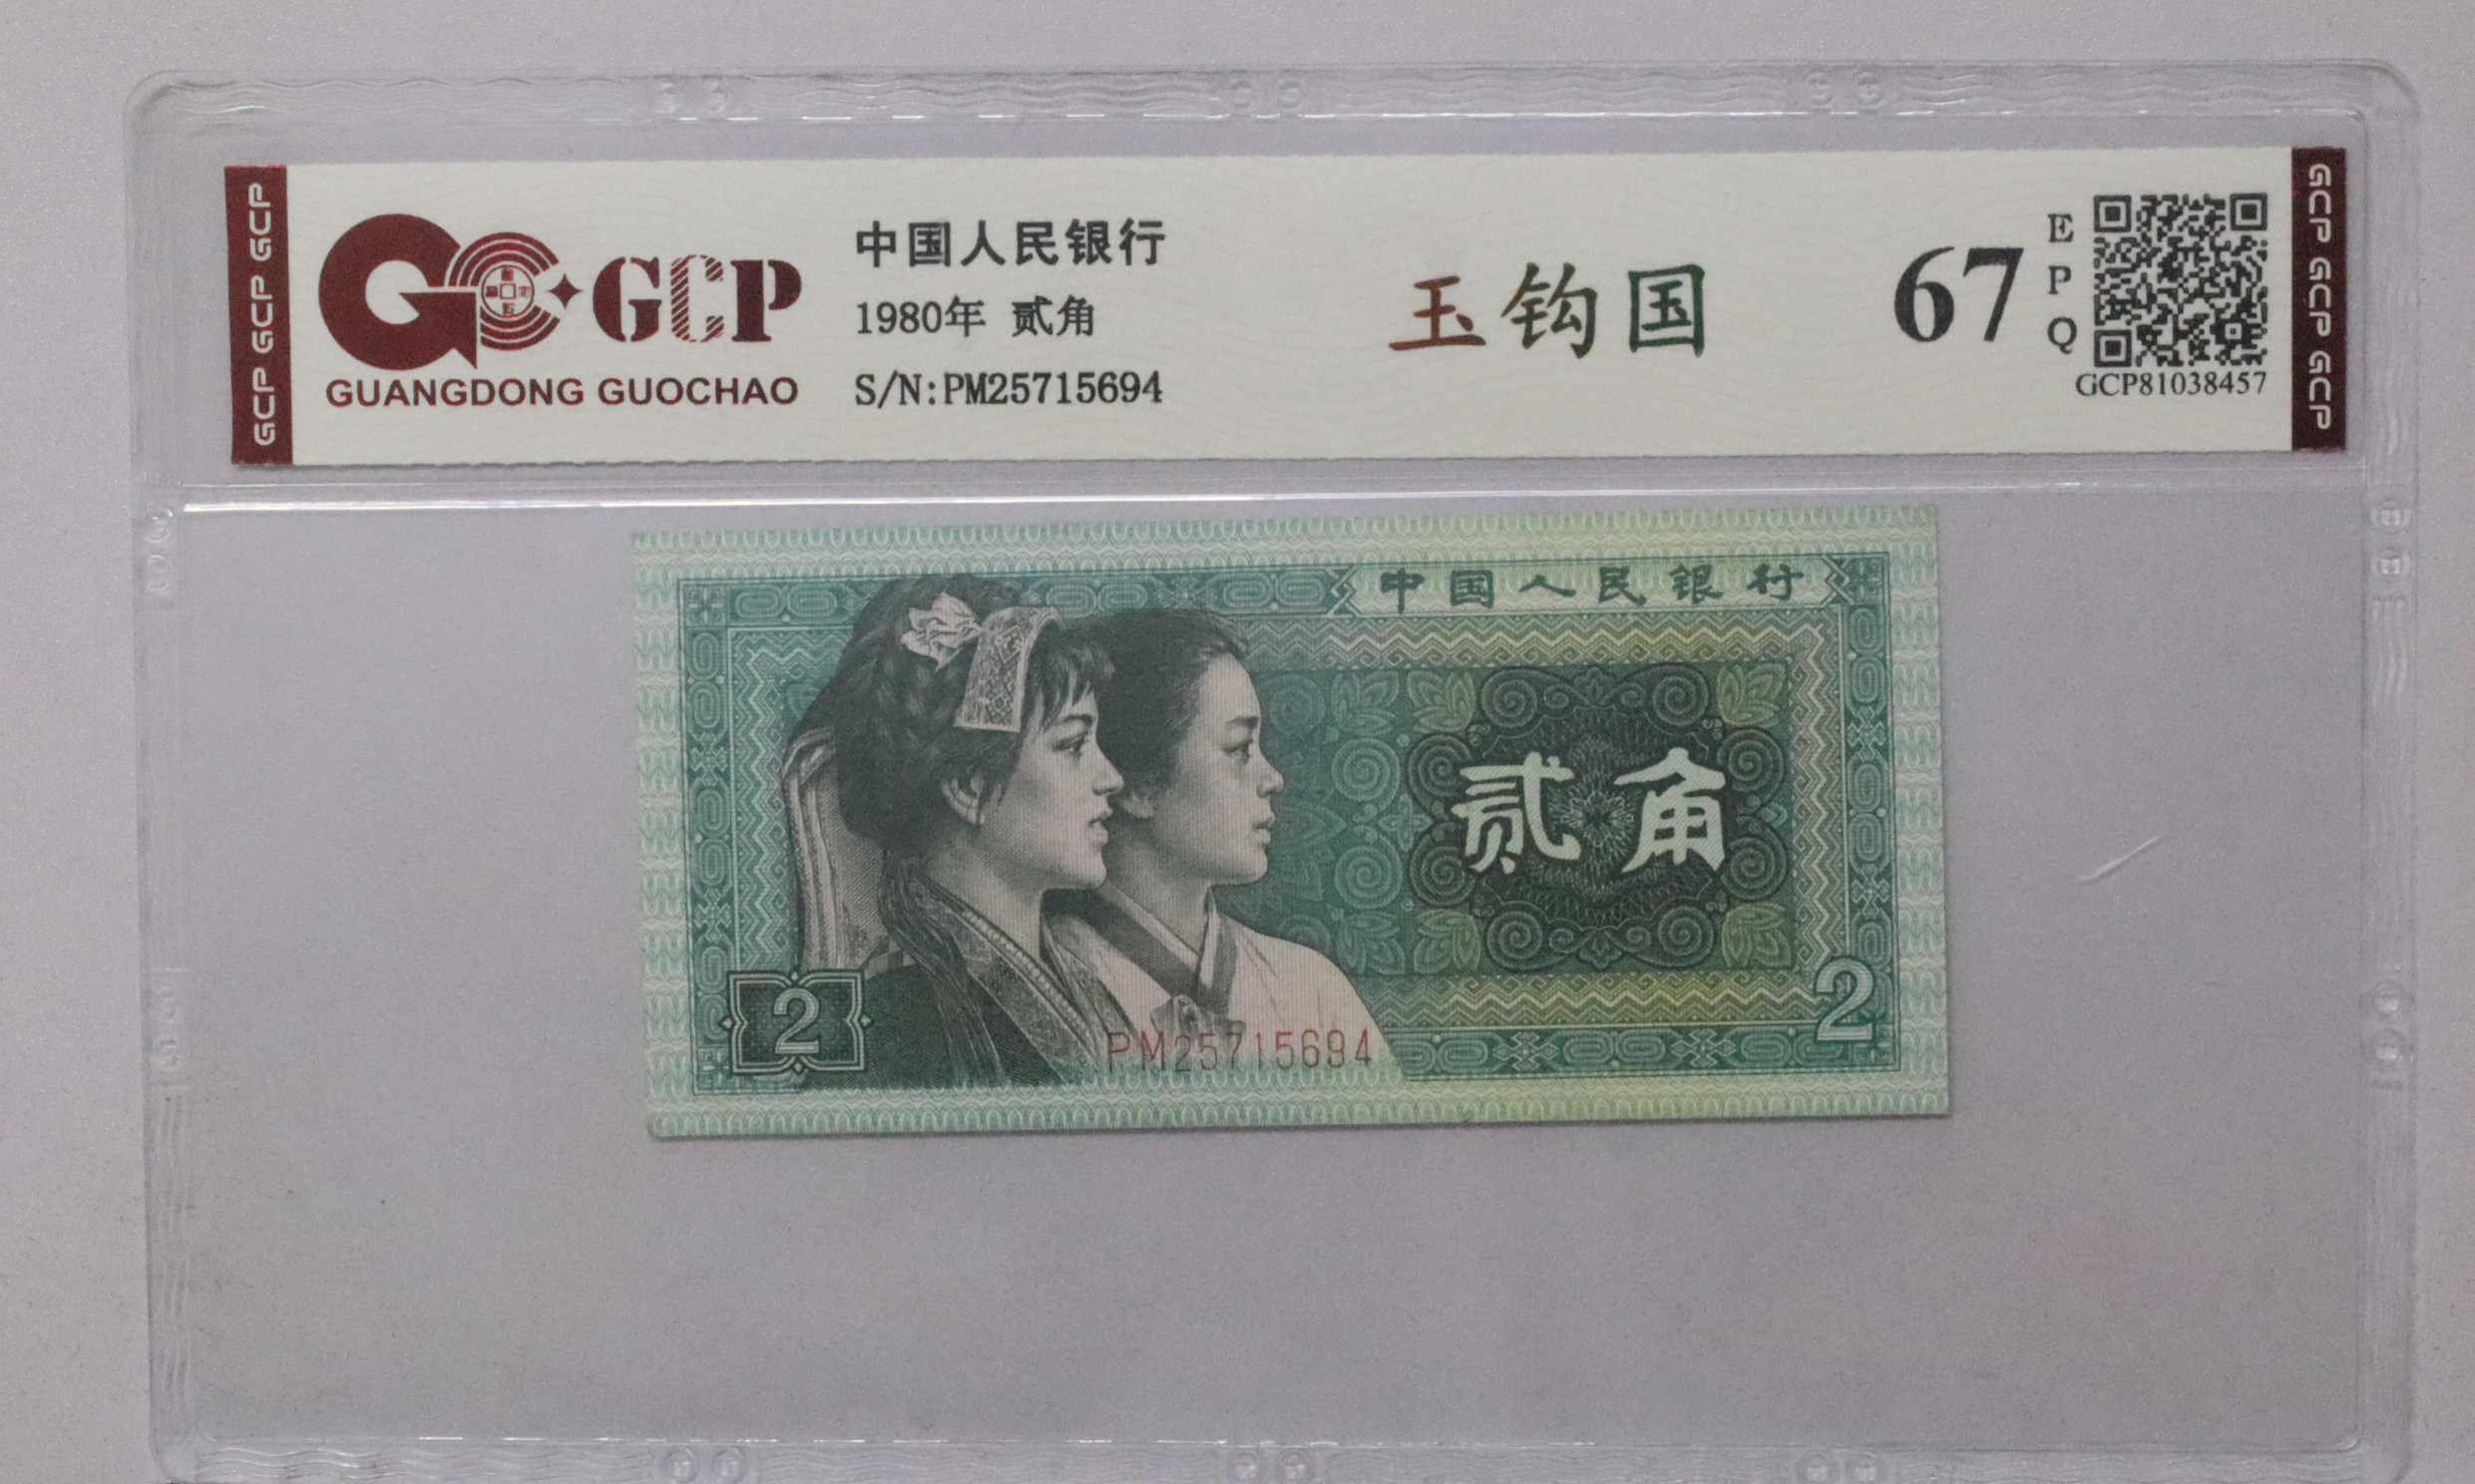 GCP GCP GCP
GCP
GUANGDONG GUOCHAO
中国人民银行
1980年 贰角
S/N:PM25715694
玉钩国
67
EPQ
GCP81038457
GCP GCP GCP
中国人民银行
贰角
2
2
PM25715694